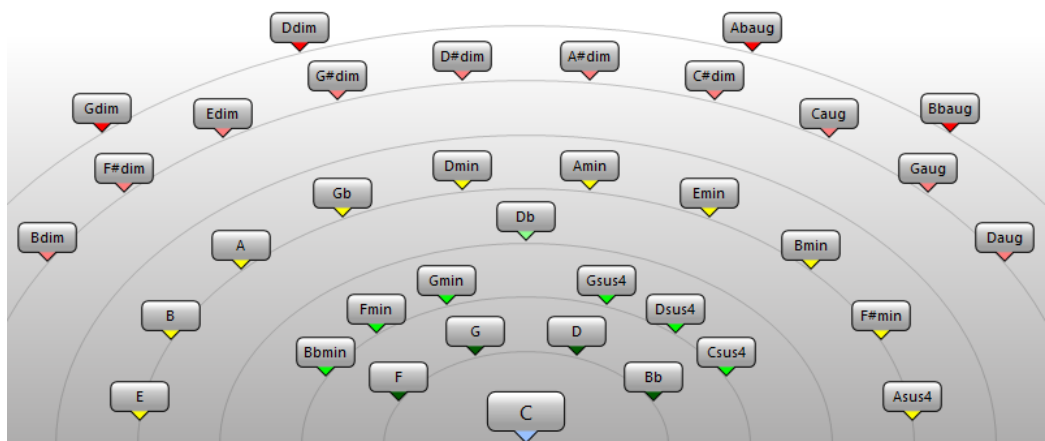 Ddim
Abaug
D#dim
A#dim
G#dim
C#dim
Gdim
Edim
Caug
Bbaug
F#dim
Dmin
Amin
Gaug
Gb
Emin
Db
Bdim
A
Bmin
Daug
Gmin
Gsus4
B
Fmin
Dsus4
F#min
G
D
Bbmin
Csus4
F
Bb
E
C
Asus4